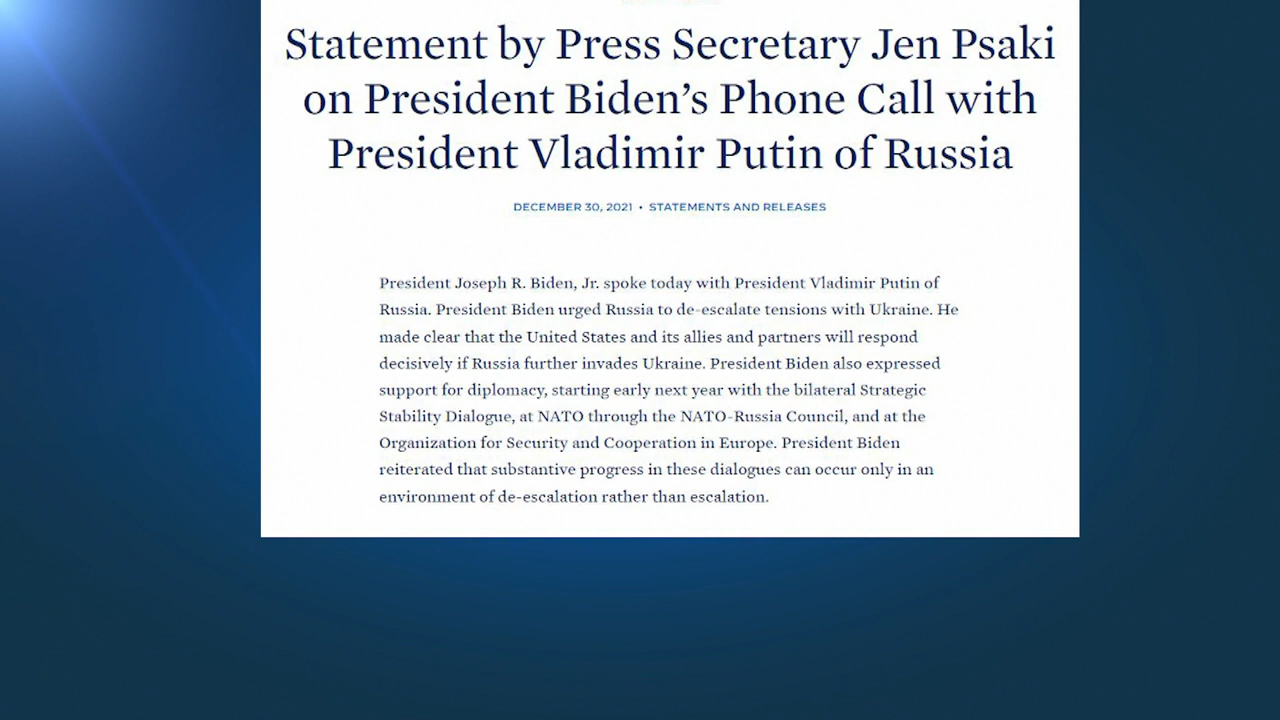 Statement by Press Secretary Jen Psaki
on President Biden’s Phone Call with
President Vladimir Putin of Russia
DECEMBER 30, 2021 • STATEMENTS AND RELEASES
President Joseph R. Biden, Jr. spoke today with President Vladimir Putin of
Russia. President Biden urged Russia to de-escalate tensions with Ukraine. He
made clear that the United States and its allies and partners will respond
decisively if Russia further invades Ukraine. President Biden also expressed
support for diplomacy, starting early next year with the bilateral Strategic
Stability Dialogue, at NATO through the NATO-Russia Council, and at the
Organization for Security and Cooperation in Europe. President Biden
reiterated that substantive progress in these dialogues can occur only in an
environment of de-escalation rather than escalation.